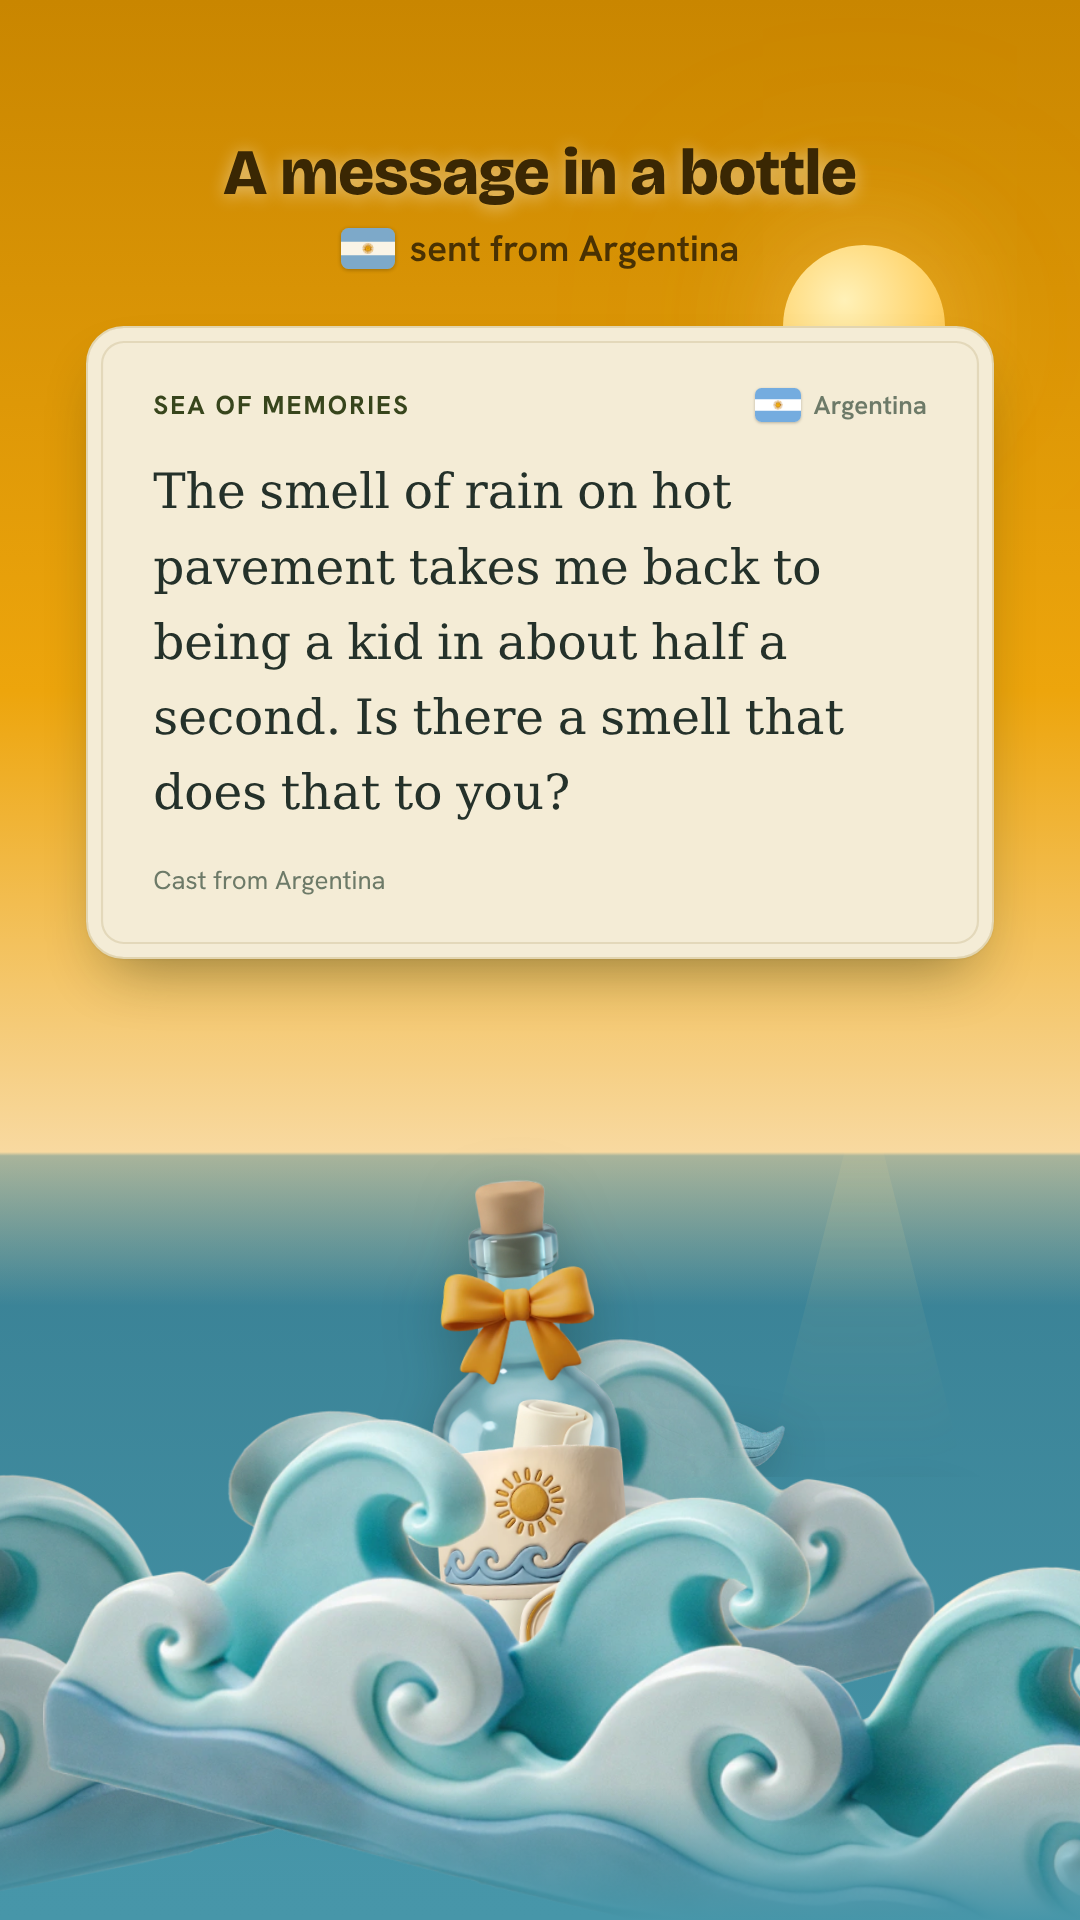 A message in a bottle
sent from Argentina
SEA OF MEMORIES
Argentina
The smell of rain on hot
pavement takes me back to
being a kid in about half a
second. Is there a smell that
does that to you?
Cast from Argentina